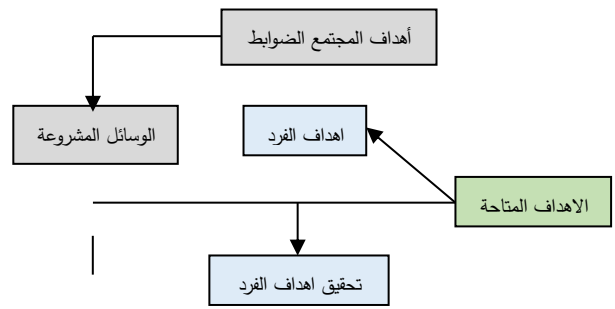 أهداف المجتمع الضوابط
الوسائل المشروعة
اهداف الفرد
الاهداف المتاحة
تحقيق اهداف الفرد